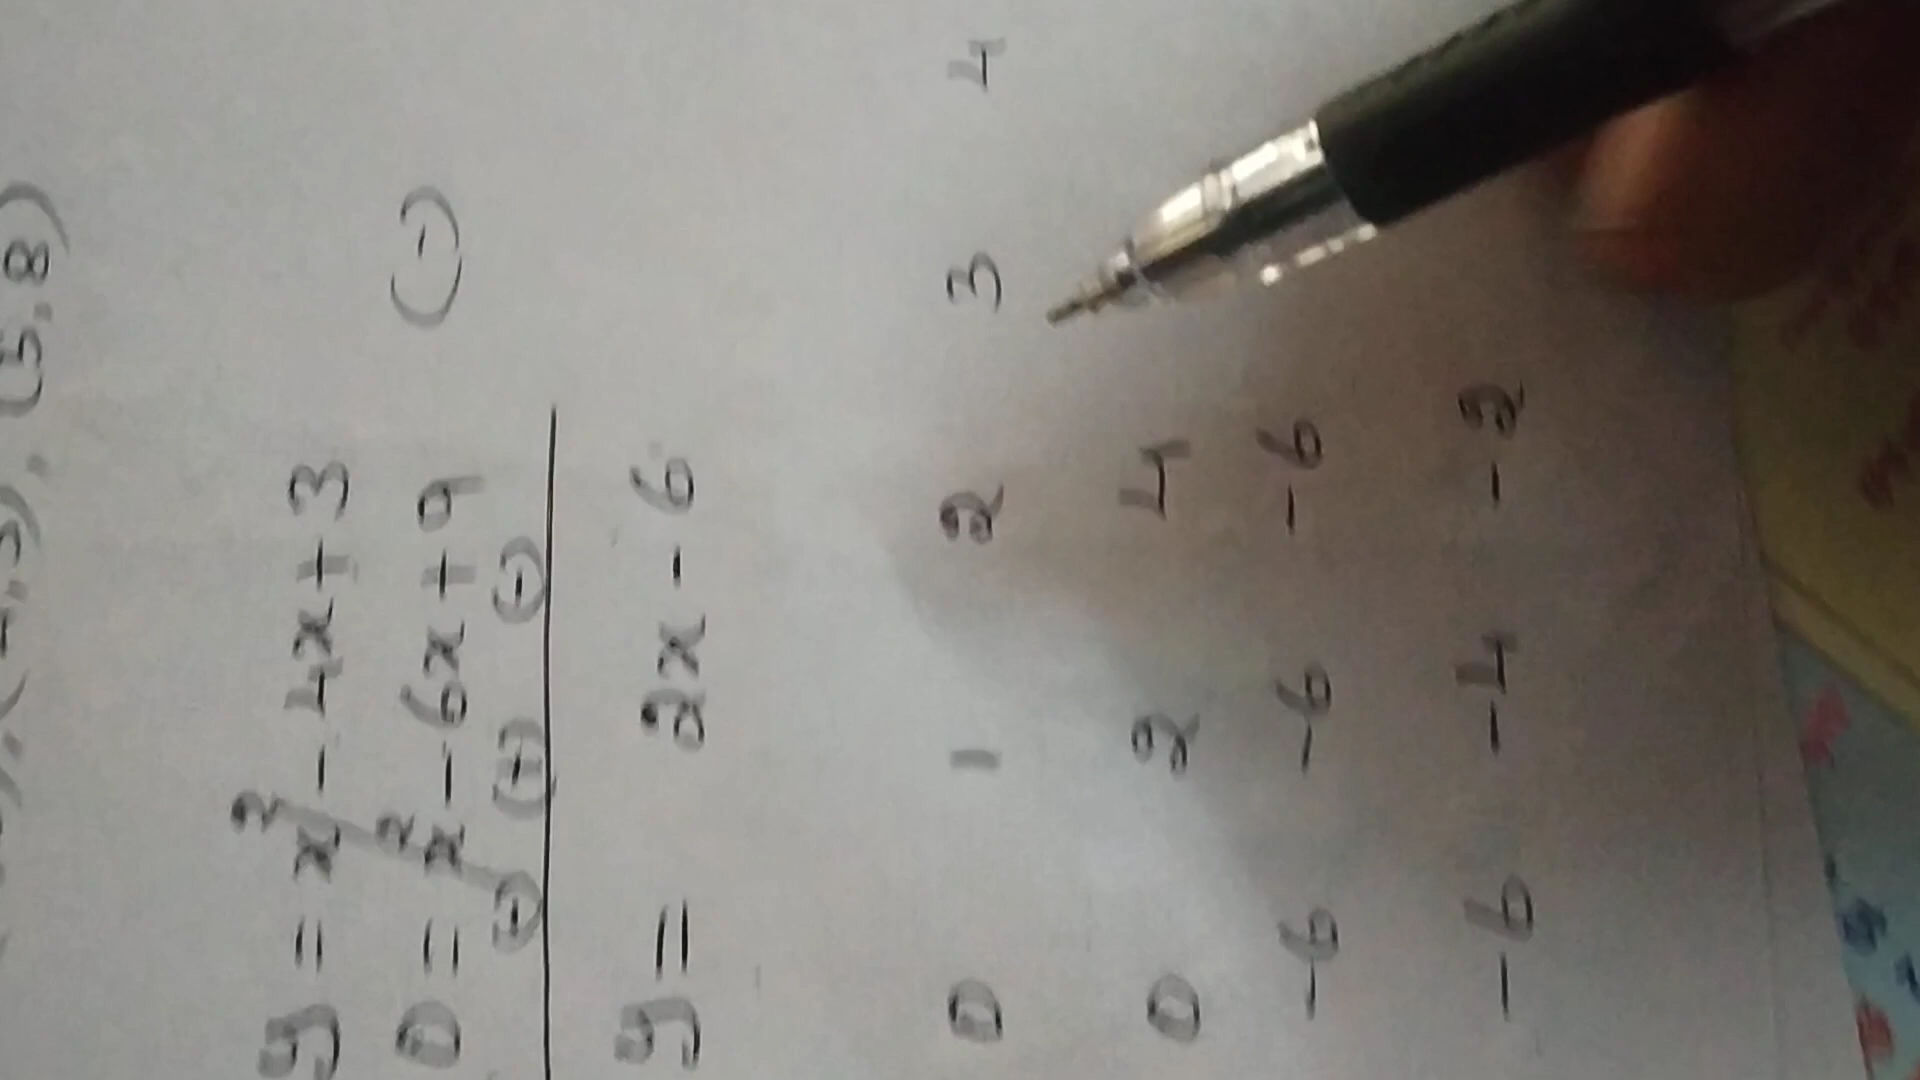 (5,8)
y = x² - 4x + 3
0 = x² - 6x + 9 (-)
(-) (+) (-)
y = 2x - 6
0 1 2 3 4
0 2 4
-6 -6 -6
-6 -4 -2